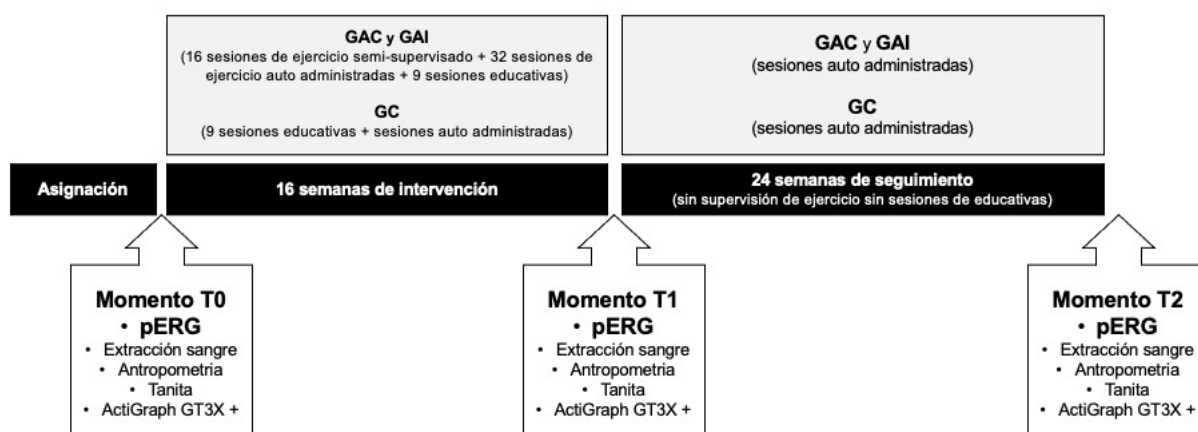 GAC y GAI
(16 sesiones de ejercicio semi-supervisado + 32 sesiones de
ejercicio auto administradas + 9 sesiones educativas)
GC
(9 sesiones educativas + sesiones auto administradas)
GAC y GAI
(sesiones auto administradas)
GC
(sesiones auto administradas)
Asignación
16 semanas de intervención
24 semanas de seguimiento
(sin supervisión de ejercicio sin sesiones de educativas)
Momento T0
• pERG
• Extracción sangre
• Antropometria
• Tanita
• ActiGraph GT3X +
Momento T1
• pERG
• Extracción sangre
• Antropometria
• Tanita
• ActiGraph GT3X +
Momento T2
• pERG
• Extracción sangre
• Antropometria
• Tanita
• ActiGraph GT3X +